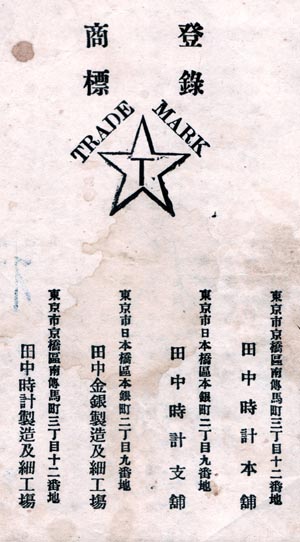 登錄
商標
TRADE MARK
T
東京市京橋區南傳馬町三丁目十二番地
田中時計本舖
東京市日本橋區本銀町二丁目九番地
田中時計支舖
東京市日本橋區本銀町二丁目九番地
田中金銀製造及細工場
東京市京橋區南傳馬町三丁目十二番地
田中時計製造及細工場